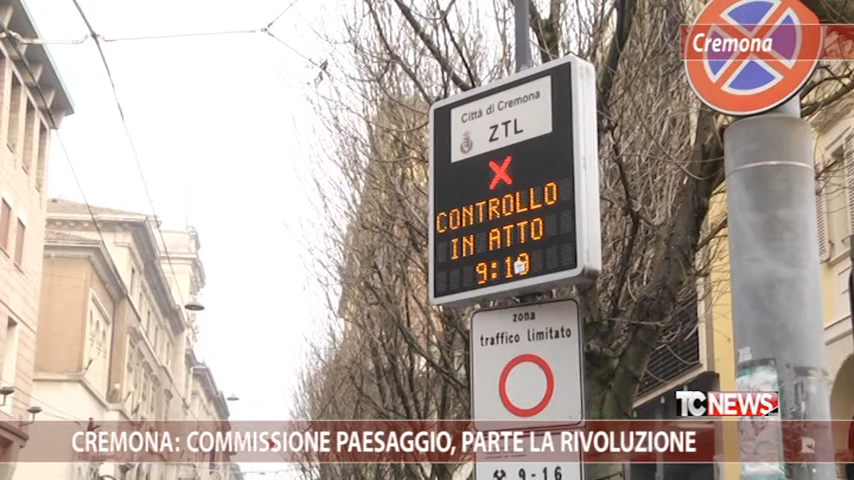 Cremona
Città di Cremona
ZTL
CONTROLLO
IN ATTO
9:10
zona
traffico limitato
TCNEWS
CREMONA: COMMISSIONE PAESAGGIO, PARTE LA RIVOLUZIONE
9-16